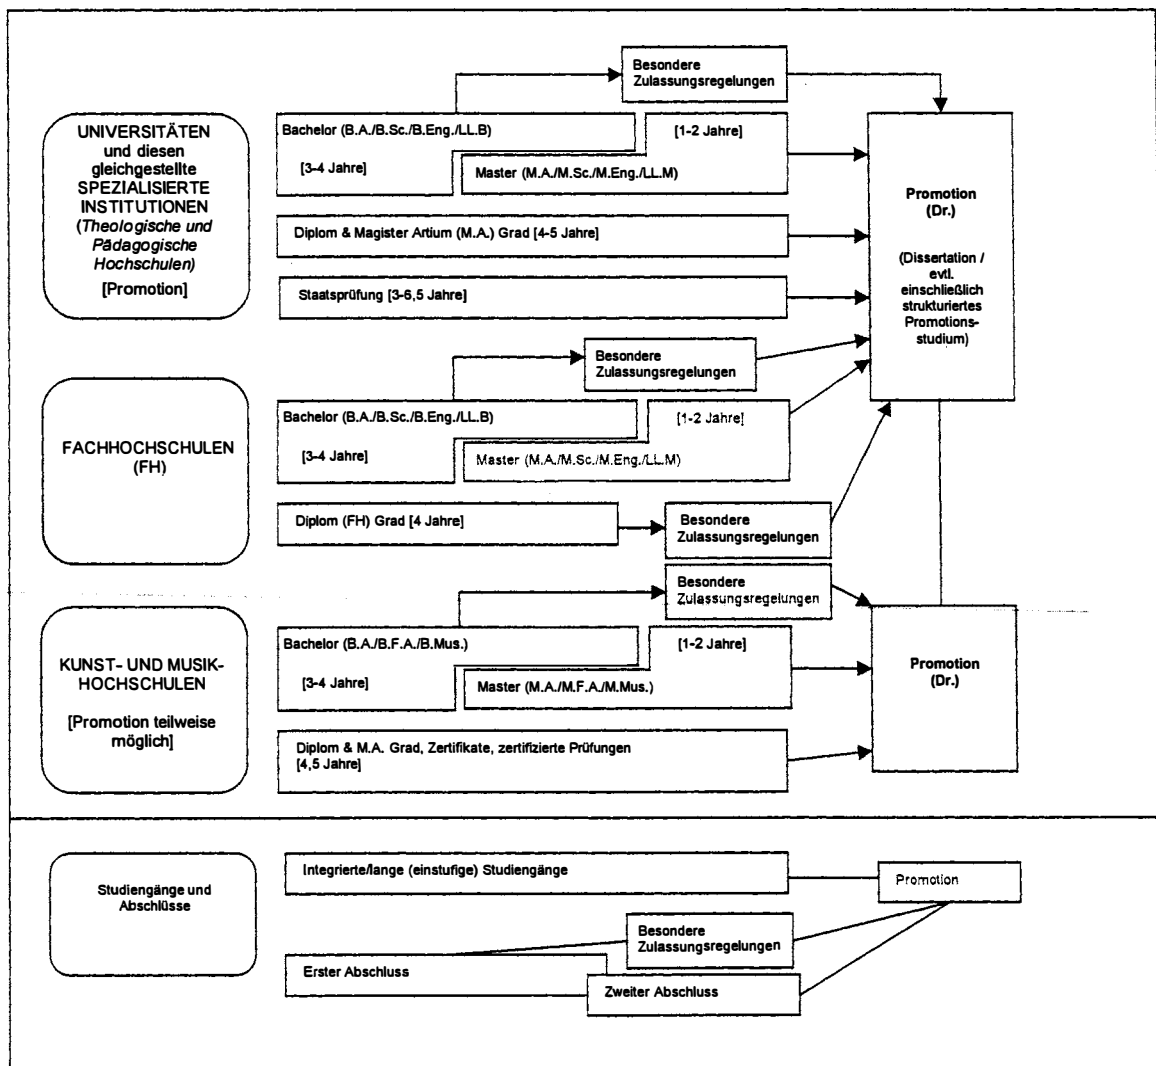 Besondere
Zulassungsregelungen
UNIVERSITÄTEN
und diesen
gleichgestellte
SPEZIALISIERTE
INSTITUTIONEN
(Theologische und
Pädagogische
Hochschulen)
[Promotion]
Bachelor (B.A./B.Sc./B.Eng./LL.B)
[3-4 Jahre]
[1-2 Jahre]
Master (M.A./M.Sc./M.Eng./LL.M)
Diplom & Magister Artium (M.A.) Grad [4-5 Jahre]
Staatsprüfung [3-6,5 Jahre]
Promotion
(Dr.)
(Dissertation /
evtl.
einschließlich
strukturiertes
Promotions-
studium)
FACHHOCHSCHULEN
(FH)
Besondere
Zulassungsregelungen
Bachelor (B.A./B.Sc./B.Eng./LL.B)
[3-4 Jahre]
[1-2 Jahre]
Master (M.A./M.Sc./M.Eng./LL.M)
Diplom (FH) Grad [4 Jahre]
Besondere
Zulassungsregelungen
KUNST- UND MUSIK-
HOCHSCHULEN
[Promotion teilweise
möglich]
Besondere
Zulassungsregelungen
Bachelor (B.A./B.F.A./B.Mus.)
[3-4 Jahre]
[1-2 Jahre]
Master (M.A./M.F.A./M.Mus.)
Diplom & M.A. Grad, Zertifikate, zertifizierte Prüfungen
[4,5 Jahre]
Promotion
(Dr.)
Studiengänge und
Abschlüsse
Integrierte/lange (einstufige) Studiengänge
Promotion
Besondere
Zulassungsregelungen
Erster Abschluss
Zweiter Abschluss